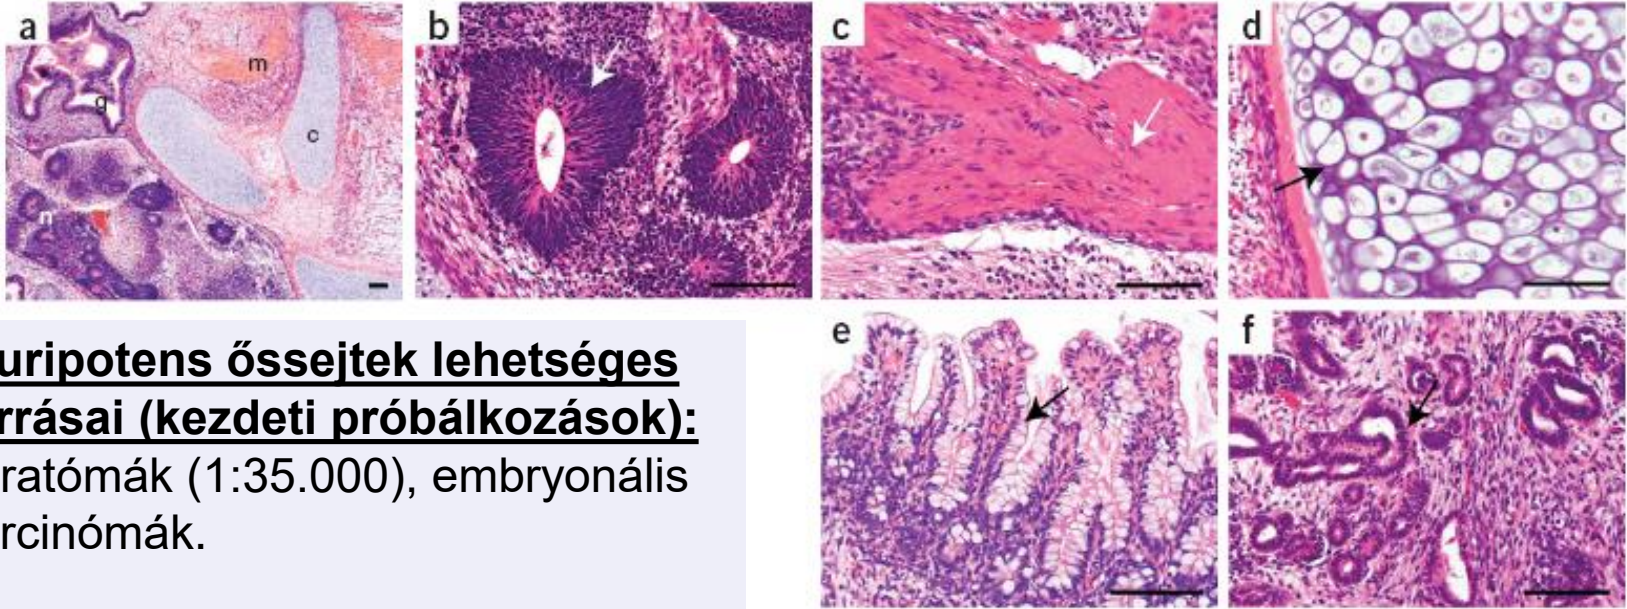 a
m
g
c
n
b
c
d
uripotens őssejtek lehetséges
rrásai (kezdeti próbálkozások):
ratómák (1:35.000), embryonális
rcinómák.
e
f